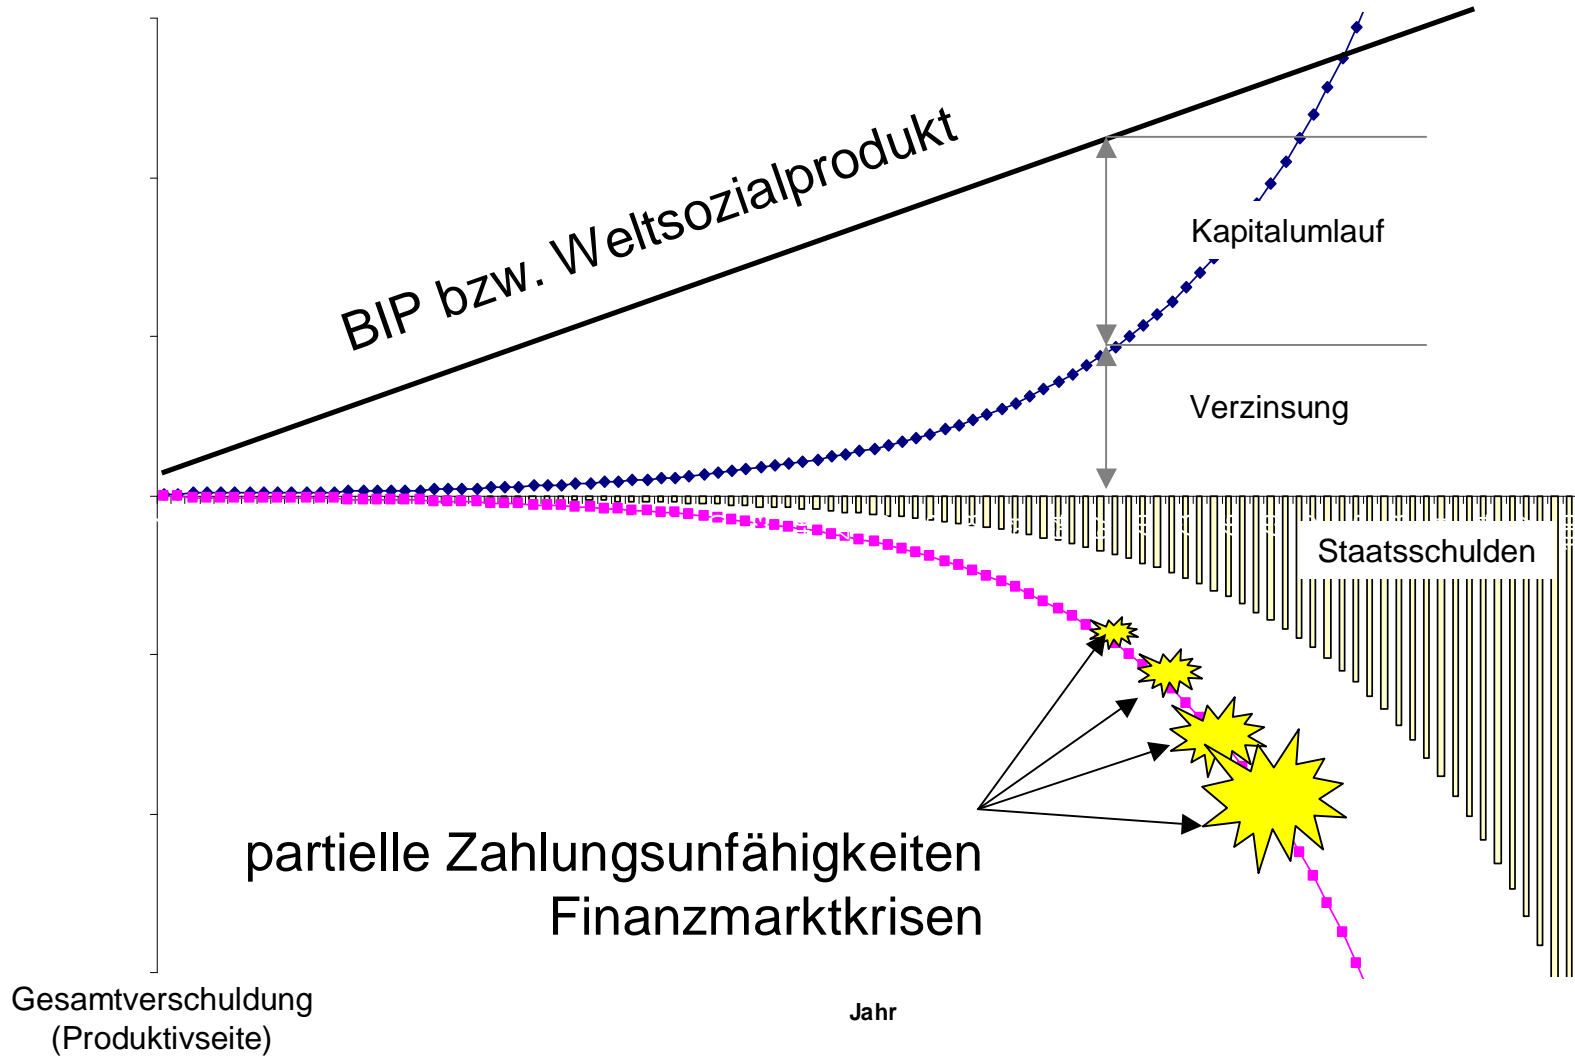 BIP bzw. Weltsozialprodukt
Kapitalumlauf
Verzinsung
Staatsschulden
partielle Zahlungsunfähigkeiten
Finanzmarktkrisen
Gesamtverschuldung
(Produktivseite)
Jahr